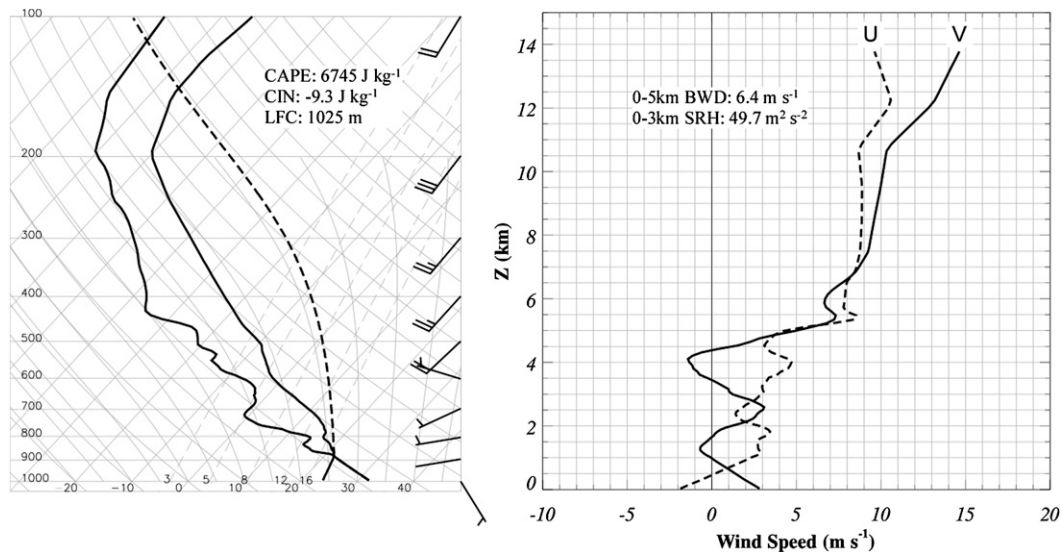 100
200
300
400
500
600
700
800
900
1000
-20 -10 0 10 20 30 40
3 5 8 12 16
CAPE: 6745 J kg⁻¹
CIN: -9.3 J kg⁻¹
LFC: 1025 m
U V
0-5km BWD: 6.4 m s⁻¹
0-3km SRH: 49.7 m² s⁻²
14
12
10
8
6
4
2
0
Z (km)
-10 -5 0 5 10 15 20
Wind Speed (m s⁻¹)